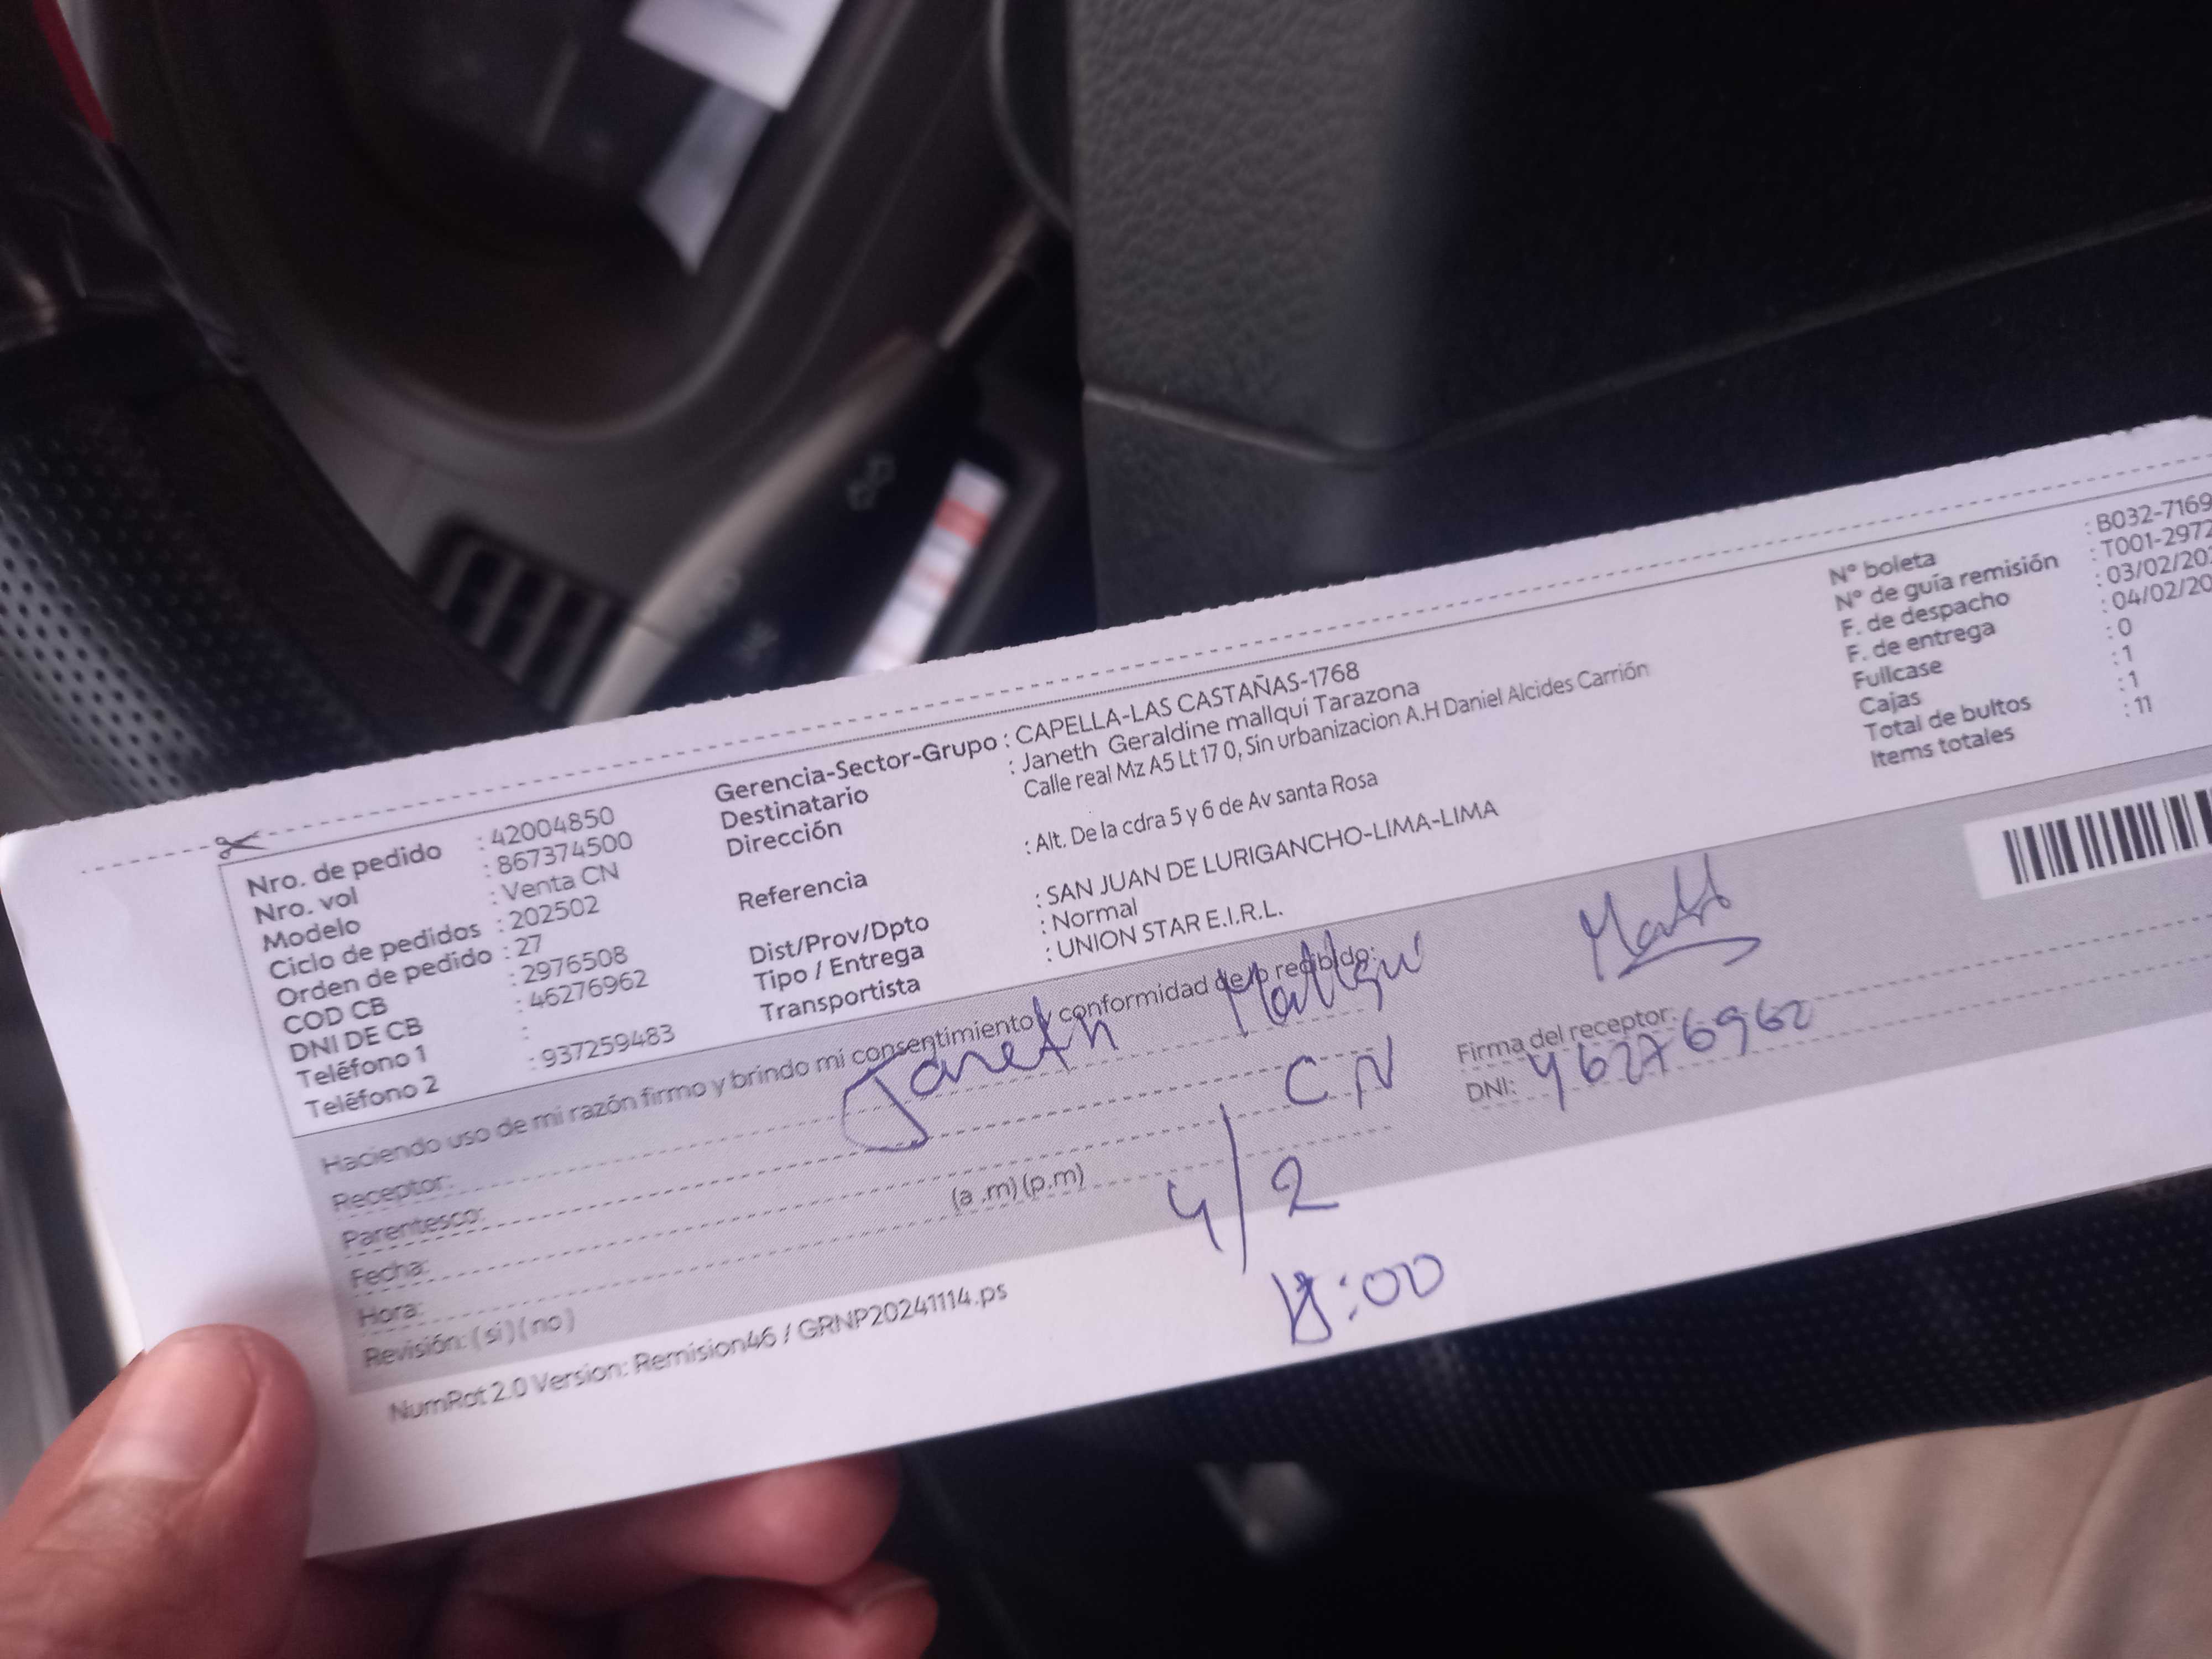 Nro. de pedido : 42004850
Nro. vol : 867374500
Modelo : Venta CN
Ciclo de pedidos : 202502
Orden de pedido : 27
COD CB : 2976508
DNI DE CB : 46276962
Teléfono 1 :
Teléfono 2 : 937259483
Gerencia-Sector-Grupo : CAPELLA-LAS CASTAÑAS-1768
Destinatario : Janeth Geraldine mallqui Tarazona
Dirección Calle real Mz A5 Lt 17 0, Sin urbanizacion A.H Daniel Alcides Carrión
Referencia : Alt. De la cdra 5 y 6 de Av santa Rosa
Dist/Prov/Dpto : SAN JUAN DE LURIGANCHO-LIMA-LIMA
Tipo / Entrega : Normal
Transportista : UNION STAR E.I.R.L.
N° boleta : B032-7169
N° de guía remisión : T001-2972
F. de despacho : 03/02/20
F. de entrega : 04/02/20
Fullcase : 0
Cajas : 1
Total de bultos : 1
Items totales : 11
Haciendo uso de mi razón firmo y brindo mi consentimiento y conformidad de lo recibido:
Receptor: Janeth Mallqui
Parentesco: CN
Fecha: 4/2
Hora: (a .m) (p.m) :00
Revisión: (si) (no)
Firma del receptor:
DNI: 46276962
NumRot 2.0 Version: Remision46 / GRNP20241114.ps